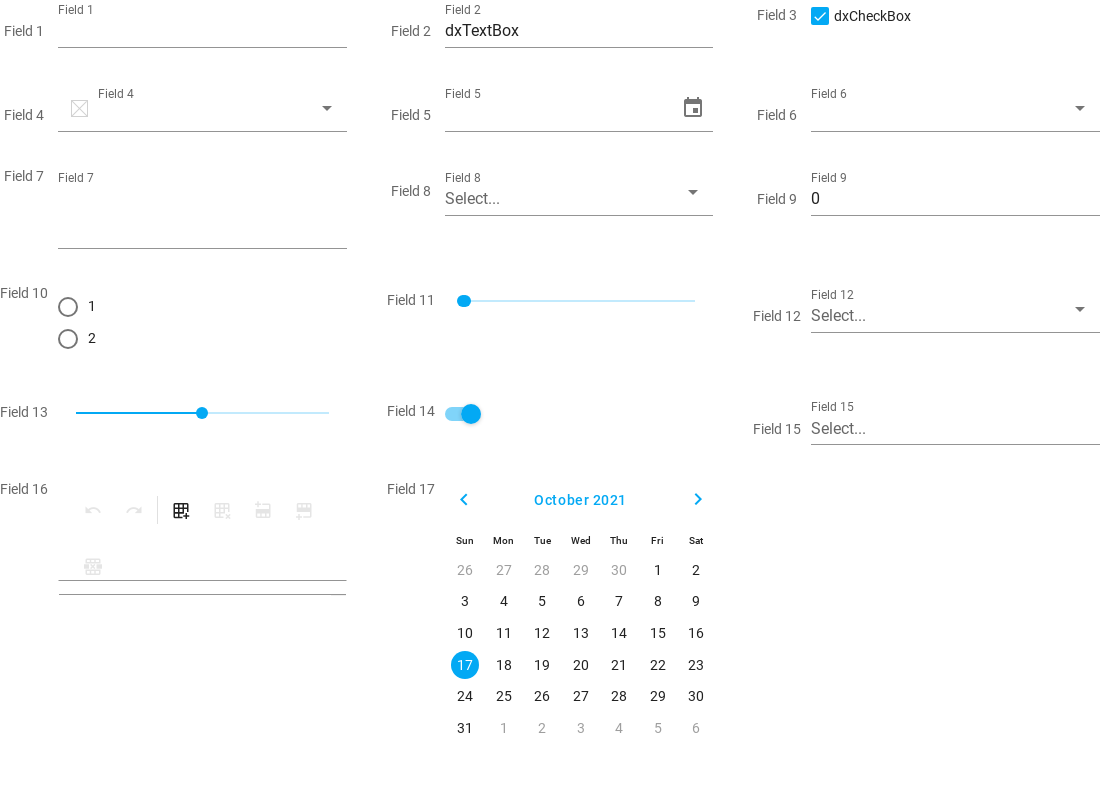 Field 1
Field 1
Field 2
Field 2
dxTextBox
Field 3
dxCheckBox
Field 4
Field 4
Field 5
Field 5
Field 6
Field 6
Field 7
Field 7
Field 8
Field 8
Select...
Field 9
Field 9
0
Field 10
1
2
Field 11
Field 12
Field 12
Select...
Field 13
Field 14
Field 15
Field 15
Select...
Field 16
Field 17
October 2021
Sun Mon Tue Wed Thu Fri Sat
26 27 28 29 30 1 2
3 4 5 6 7 8 9
10 11 12 13 14 15 16
17 18 19 20 21 22 23
24 25 26 27 28 29 30
31 1 2 3 4 5 6